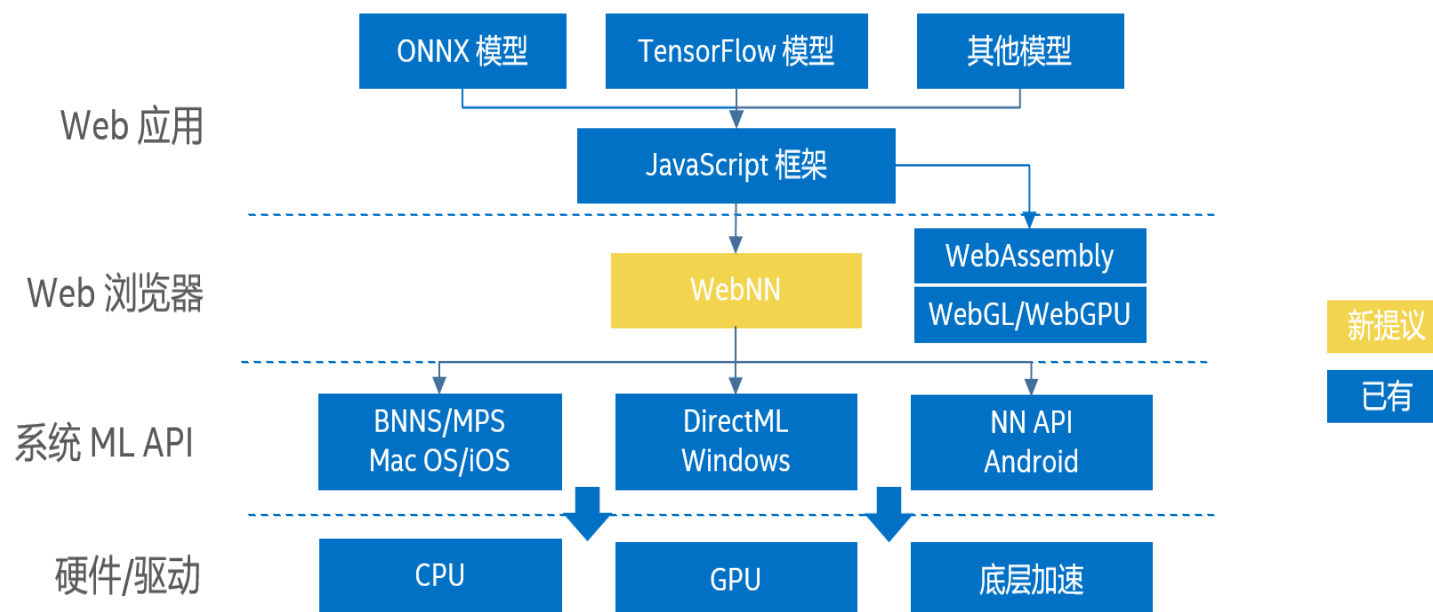 ONNX 模型
TensorFlow 模型
其他模型
Web 应用
JavaScript 框架
WebAssembly
Web 浏览器
WebNN
WebGL/WebGPU
新提议
已有
系统 ML API
BNNS/MPS
Mac OS/iOS
DirectML
Windows
NN API
Android
硬件/驱动
CPU
GPU
底层加速